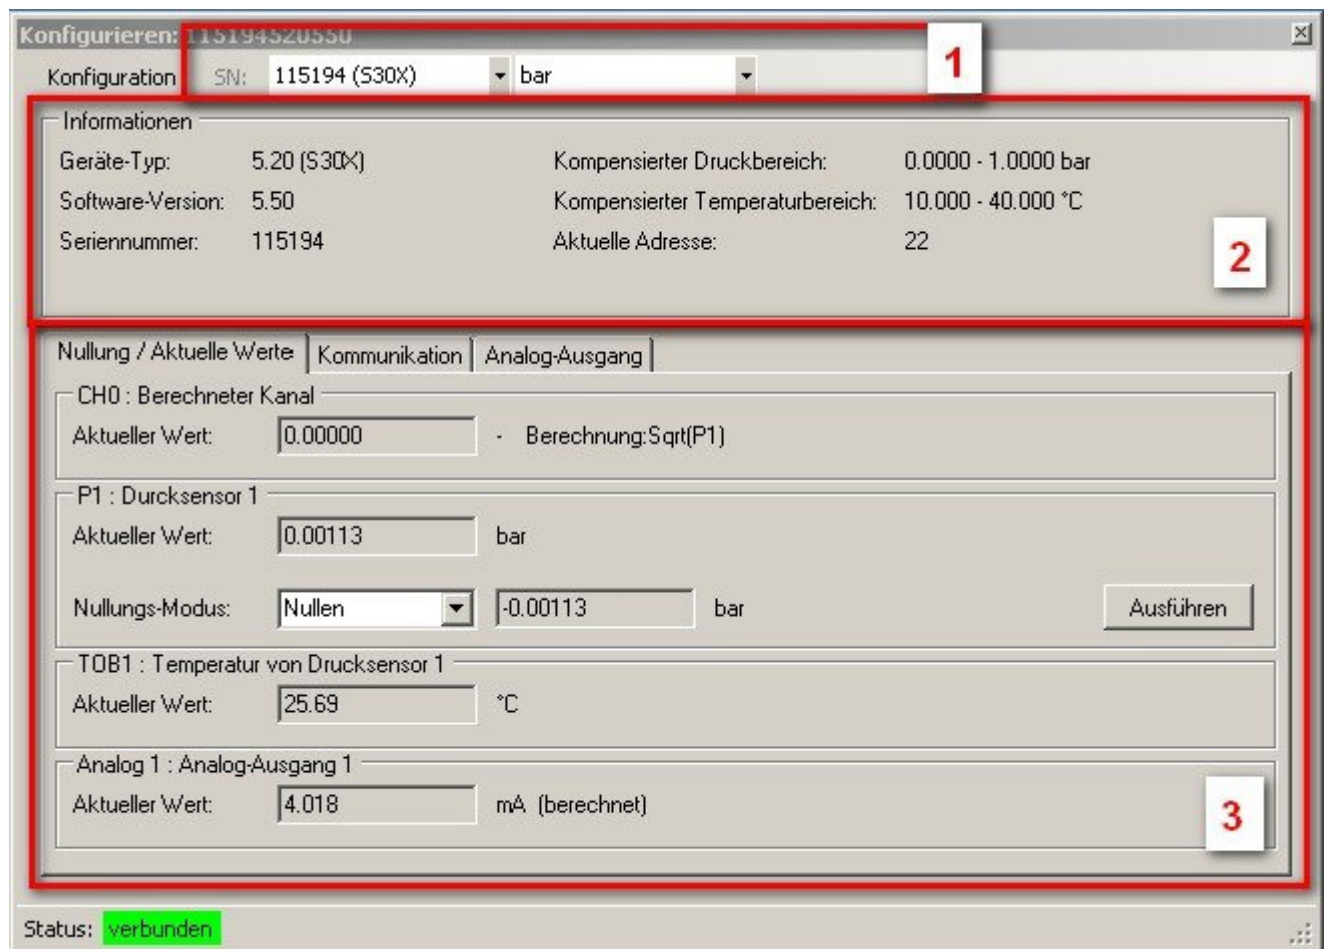 Konfigurieren: 115194520550
Konfiguration SN: 115194 (S30X) bar
1
Informationen
Geräte-Typ: 5.20 (S30X) Kompensierter Druckbereich: 0.0000 - 1.0000 bar
Software-Version: 5.50 Kompensierter Temperaturbereich: 10.000 - 40.000 °C
Seriennummer: 115194 Aktuelle Adresse: 22
2
Nullung / Aktuelle Werte Kommunikation Analog-Ausgang
CH0 : Berechneter Kanal
Aktueller Wert: 0.00000 - Berechnung:Sqrt(P1)
P1 : Durcksensor 1
Aktueller Wert: 0.00113 bar
Nullungs-Modus: Nullen -0.00113 bar Ausführen
TOB1 : Temperatur von Drucksensor 1
Aktueller Wert: 25.69 °C
Analog 1 : Analog-Ausgang 1
Aktueller Wert: 4.018 mA (berechnet)
3
Status: verbunden